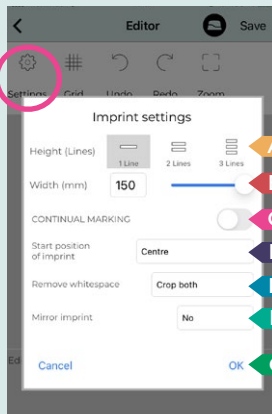 Editor Save
Settings Grid Undo Redo Zoom
Imprint settings
Height (Lines)
1 Line 2 Lines 3 Lines
Width (mm) 150
CONTINUAL MARKING
Start position
of imprint
Centre
Remove whitespace Crop both
Mirror imprint No
Ed
Cancel OK
A